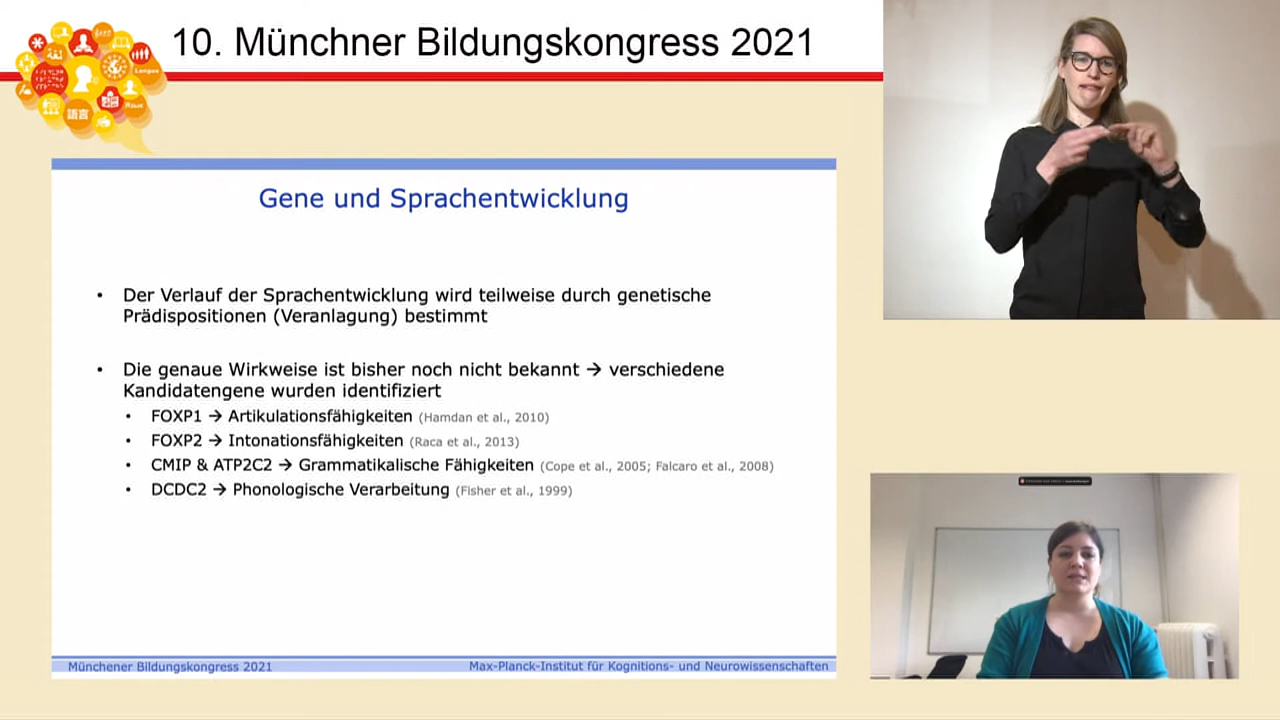 10. Münchner Bildungskongress 2021
Langues
語言
Gene und Sprachentwicklung
• Der Verlauf der Sprachentwicklung wird teilweise durch genetische
Prädispositionen (Veranlagung) bestimmt
• Die genaue Wirkweise ist bisher noch nicht bekannt → verschiedene
Kandidatengene wurden identifiziert
• FOXP1 → Artikulationsfähigkeiten (Hamdan et al., 2010)
• FOXP2 → Intonationsfähigkeiten (Raca et al., 2013)
• CMIP & ATP2C2 → Grammatikalische Fähigkeiten (Cope et al., 2005; Falcaro et al., 2008)
• DCDC2 → Phonologische Verarbeitung (Fisher et al., 1999)
Münchener Bildungskongress 2021
Max-Planck-Institut für Kognitions- und Neurowissenschaften